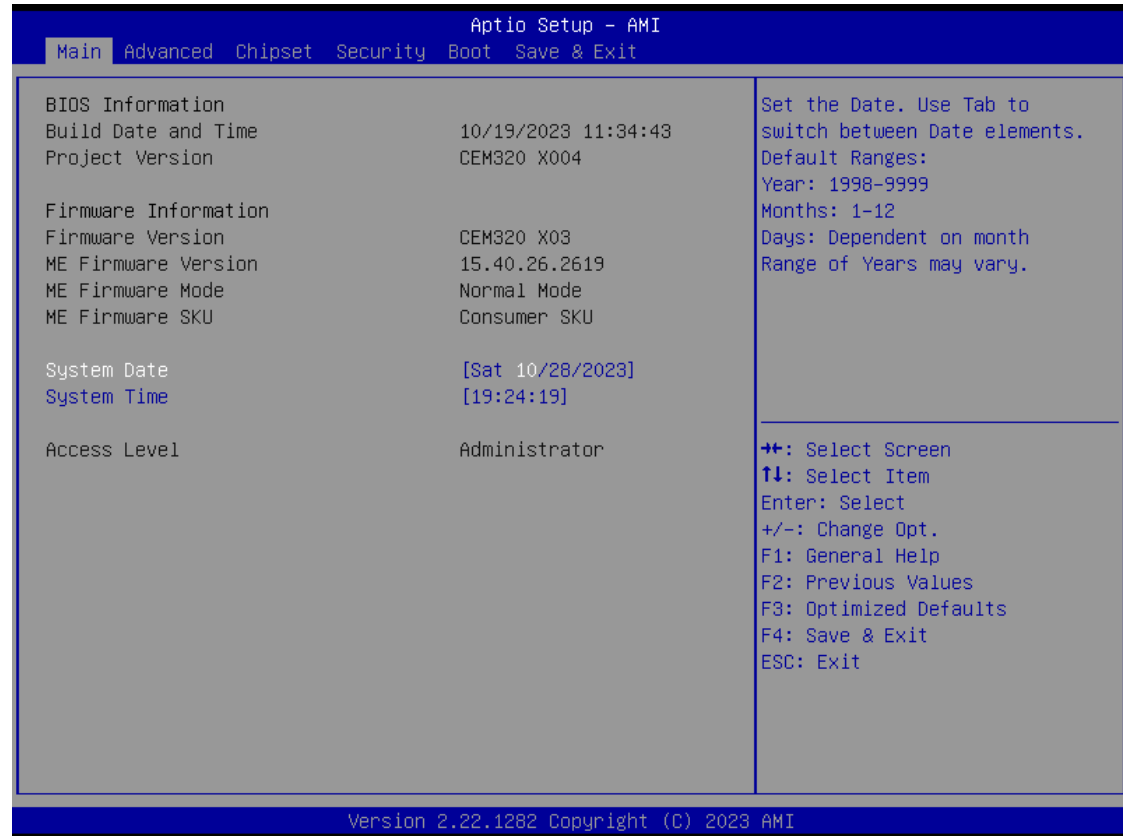 Aptio Setup – AMI
Main Advanced Chipset Security Boot Save & Exit
BIOS Information
Build Date and Time 10/19/2023 11:34:43
Project Version CEM320 X004
Firmware Information
Firmware Version CEM320 X03
ME Firmware Version 15.40.26.2619
ME Firmware Mode Normal Mode
ME Firmware SKU Consumer SKU
System Date [Sat 10/28/2023]
System Time [19:24:19]
Access Level Administrator
Set the Date. Use Tab to
switch between Date elements.
Default Ranges:
Year: 1998-9999
Months: 1-12
Days: Dependent on month
Range of Years may vary.
→←: Select Screen
↑↓: Select Item
Enter: Select
+/-: Change Opt.
F1: General Help
F2: Previous Values
F3: Optimized Defaults
F4: Save & Exit
ESC: Exit
Version 2.22.1282 Copyright (C) 2023 AMI